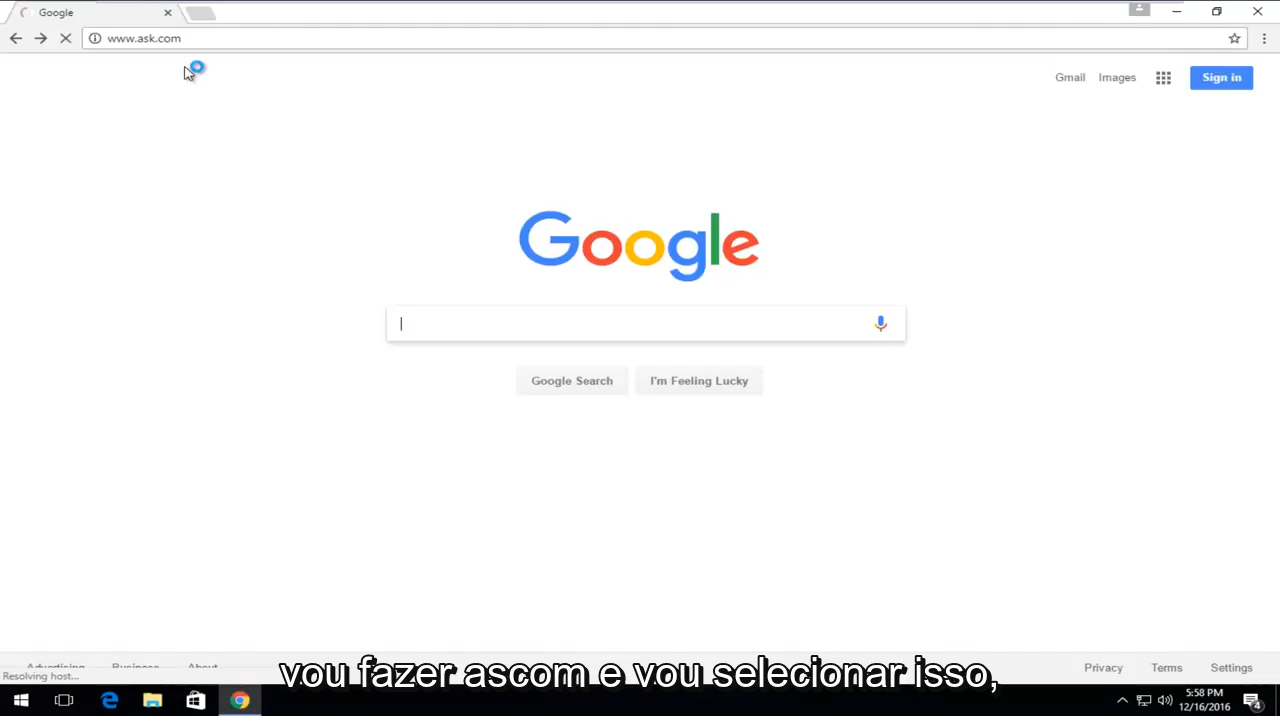 Google
www.ask.com
Gmail Images Sign in
Google
Google Search I'm Feeling Lucky
Advertising Business About
Privacy Terms Settings
Resolving host...
vou fazer ascom e vou selecionar isso,
5:58 PM
12/16/2016
4